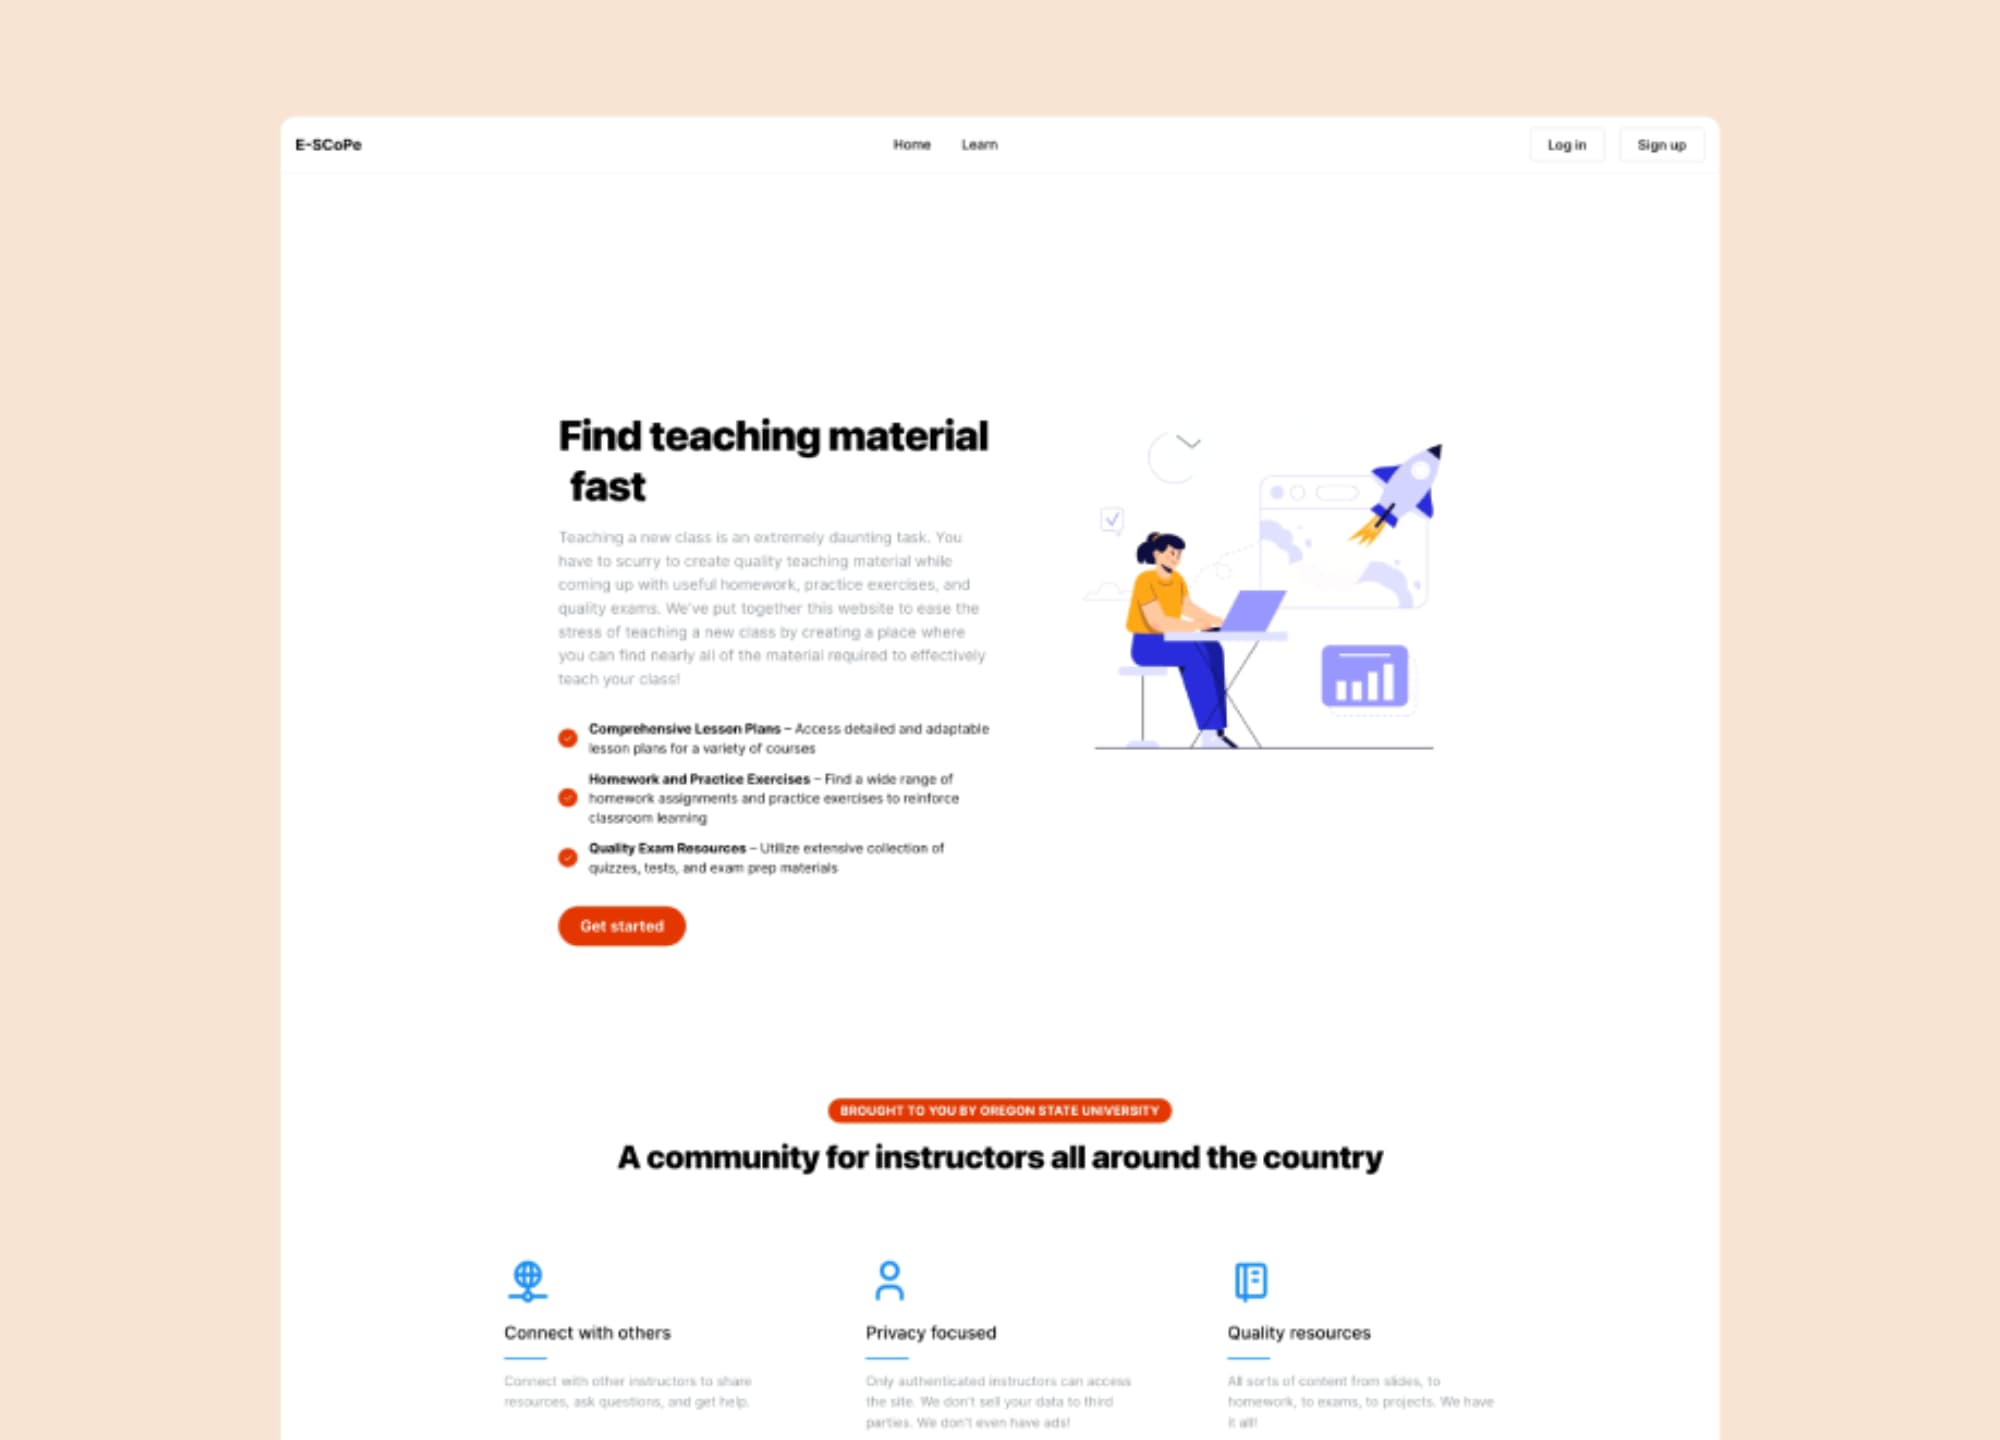 E-SCoPe
Home
Learn
Log in
Sign up
Find teaching material
fast
Teaching a new class is an extremely daunting task. You
have to scurry to create quality teaching material while
coming up with useful homework, practice exercises, and
quality exams. We've put together this website to ease the
stress of teaching a new class by creating a place where
you can find nearly all of the material required to effectively
teach your class!
Comprehensive Lesson Plans – Access detailed and adaptable
lesson plans for a variety of courses
Homework and Practice Exercises – Find a wide range of
homework assignments and practice exercises to reinforce
classroom learning
Quality Exam Resources – Utilize extensive collection of
quizzes, tests, and exam prep materials
Get started
BROUGHT TO YOU BY OREGON STATE UNIVERSITY
A community for instructors all around the country
Connect with others
Connect with other instructors to share
resources, ask questions, and get help.
Privacy focused
Only authenticated instructors can access
the site. We don't sell your data to third
parties. We don't even have ads!
Quality resources
All sorts of content from slides, to
homework, to exams, to projects. We have
it all!